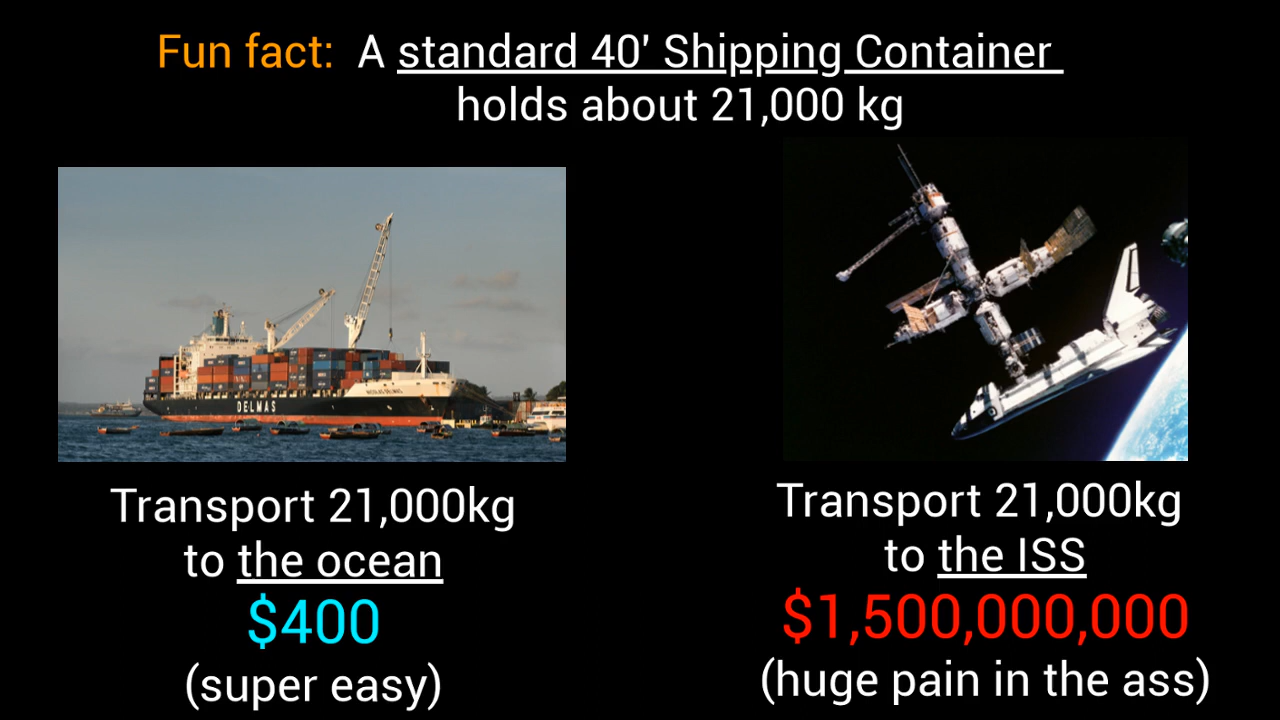 Fun fact: A standard 40' Shipping Container
holds about 21,000 kg
DELMAS
Transport 21,000kg
to the ocean
$400
(super easy)
Transport 21,000kg
to the ISS
$1,500,000,000
(huge pain in the ass)